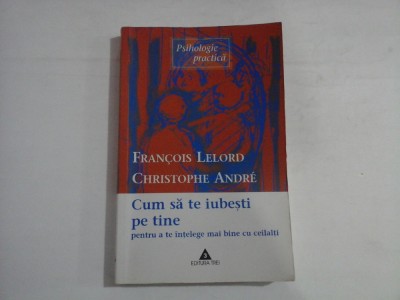 Psihologie
practică
FRANÇOIS LELORD
CHRISTOPHE ANDRÉ
Cum să te iubești
pe tine
pentru a te înțelege mai bine cu ceilalți
EDITURA TREI